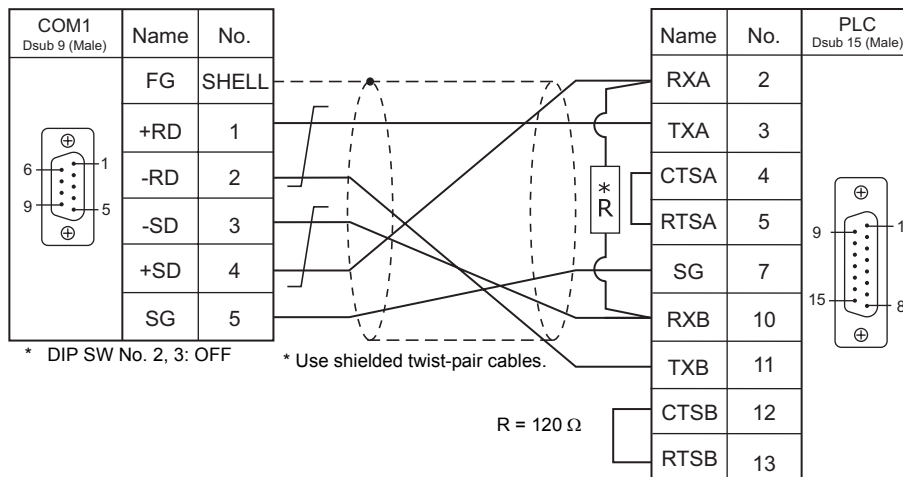 COM1
Dsub 9 (Male)
Name
No.
FG
SHELL
+RD
1
-RD
2
-SD
3
+SD
4
SG
5
6
1
9
5
* DIP SW No. 2, 3: OFF
* Use shielded twist-pair cables.
*
R
R = 120 Ω
Name
No.
PLC
Dsub 15 (Male)
RXA
2
TXA
3
CTSA
4
RTSA
5
SG
7
RXB
10
TXB
11
CTSB
12
RTSB
13
9
1
15
8